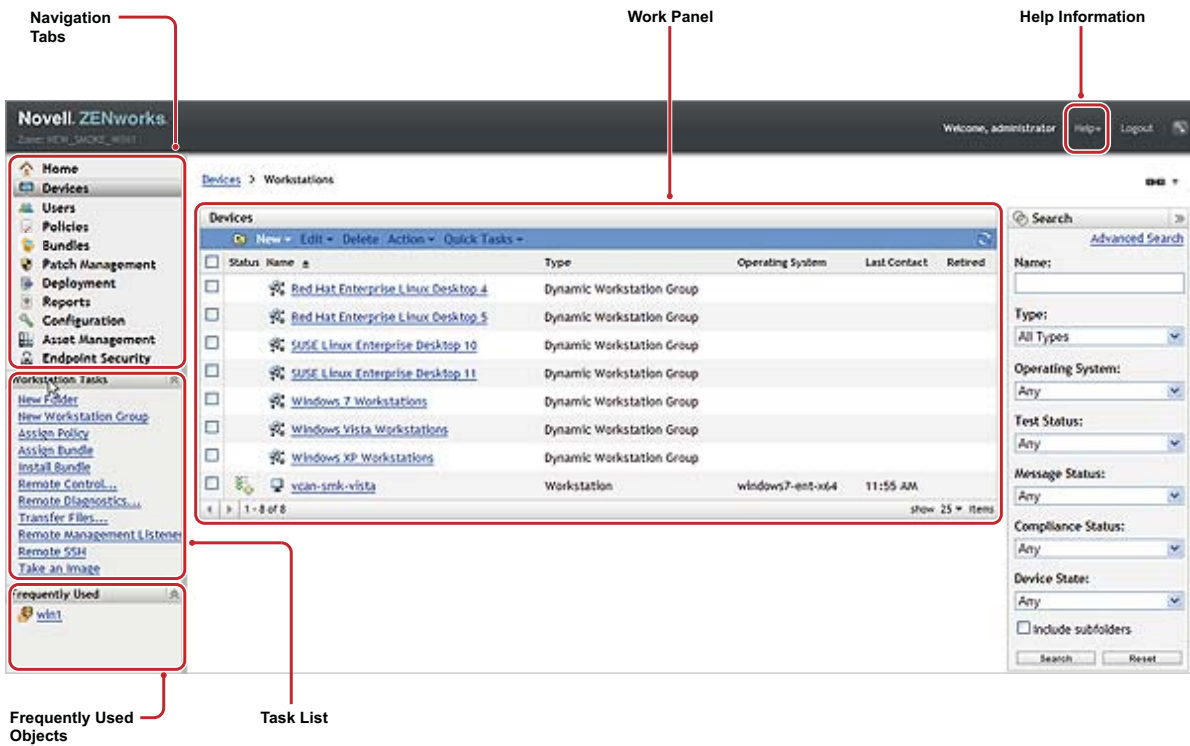 Navigation
Tabs
Work Panel
Help Information
Novell. ZENworks.
Welcome, administrator Help Logout
Home
Devices
Users
Policies
Bundles
Patch Management
Deployment
Reports
Configuration
Asset Management
Endpoint Security
Devices > Workstations
Devices
New Edit Delete Action Quick Tasks
Status Name Type Operating System Last Contact Retired
Red Hat Enterprise Linux Desktop 4 Dynamic Workstation Group
Red Hat Enterprise Linux Desktop 5 Dynamic Workstation Group
SUSE Linux Enterprise Desktop 10 Dynamic Workstation Group
SUSE Linux Enterprise Desktop 11 Dynamic Workstation Group
Windows 7 Workstations Dynamic Workstation Group
Windows Vista Workstations Dynamic Workstation Group
Windows XP Workstations Dynamic Workstation Group
vcan-smk-vista Workstation windows7-ent-x64 11:55 AM
1 - 8 of 8 show 25 items
Workstation Tasks
New Folder
New Workstation Group
Assign Policy
Assign Bundle
Install Bundle
Remote Control...
Remote Diagnostics...
Transfer Files...
Remote Management Listener
Remote SSH
Take an Image
Frequently Used
win1
Search
Advanced Search
Name:
Type:
All Types
Operating System:
Any
Test Status:
Any
Message Status:
Any
Compliance Status:
Any
Device State:
Any
Include subfolders
Search Reset
Frequently Used
Objects
Task List